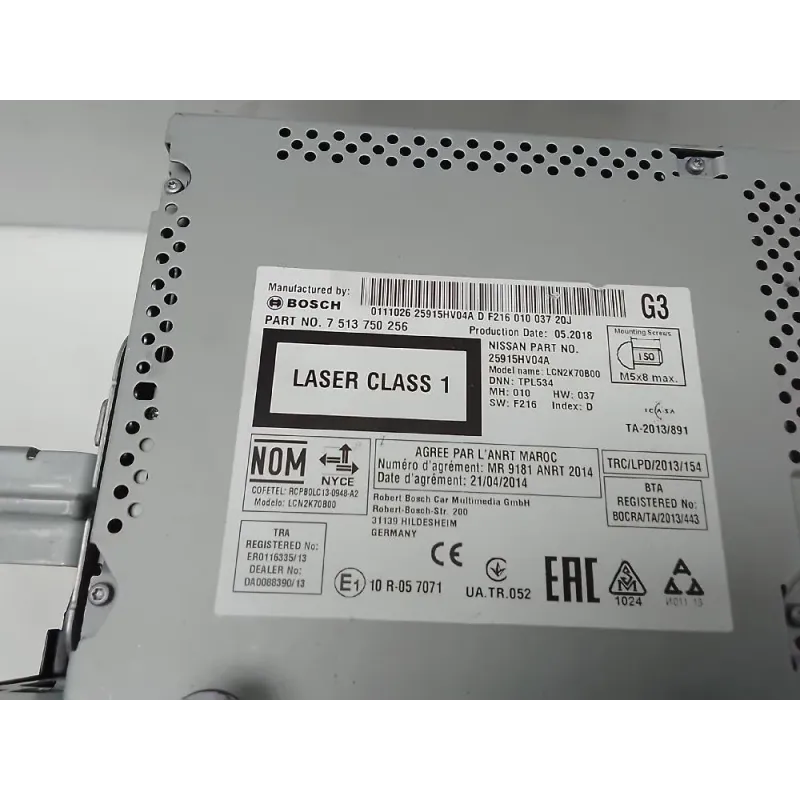 Manufactured by:
BOSCH
0111026 25915HV04A D F216 010 037 20J
G3
PART NO. 7 513 750 256
Production Date: 05.2018
LASER CLASS 1
NISSAN PART NO.
25915HV04A
Model name: LCN2K70B00
DNN: TPL534
MH: 010 HW: 037
SW: F216 Index: D
Mounting Screws
ISO
M5x8 max.
ICASA
TA-2013/891
NOM
NYCE
COFETEL: RCPBOLC13-0948-A2
Modelo: LCN2K70B00
AGREE PAR L'ANRT MAROC
Numéro d'agrément: MR 9181 ANRT 2014
Date d'agrément: 21/04/2014
TRC/LPD/2013/154
BTA
REGISTERED No:
BOCRA/TA/2013/443
Robert Bosch Car Multimedia GmbH
Robert-Bosch-Str. 200
31139 HILDESHEIM
GERMANY
TRA
REGISTERED No:
ER0116335/13
DEALER No:
DA0088390/13
CE
E1 10 R-05 7071
UA.TR.052
EAC
1024